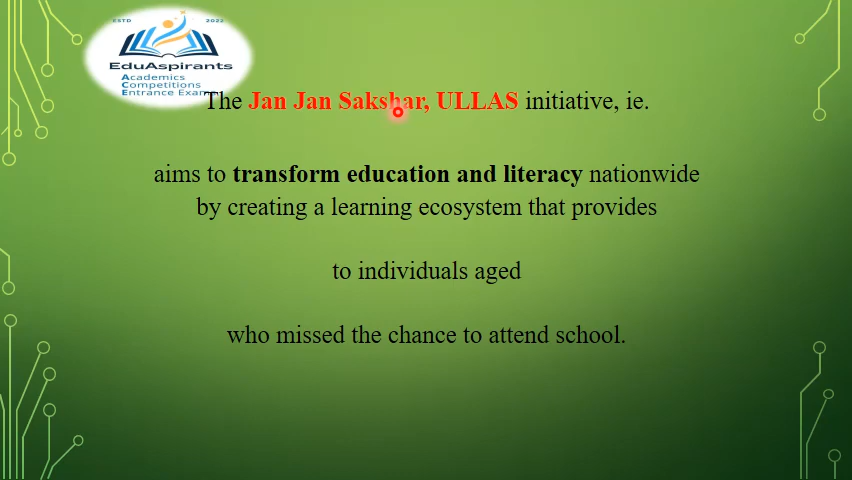 ESTD 2022
EduAspirants
Academics
Competitions
Entrance Exam
The Jan Jan Sakshar, ULLAS initiative, ie.
aims to transform education and literacy nationwide
by creating a learning ecosystem that provides
to individuals aged
who missed the chance to attend school.